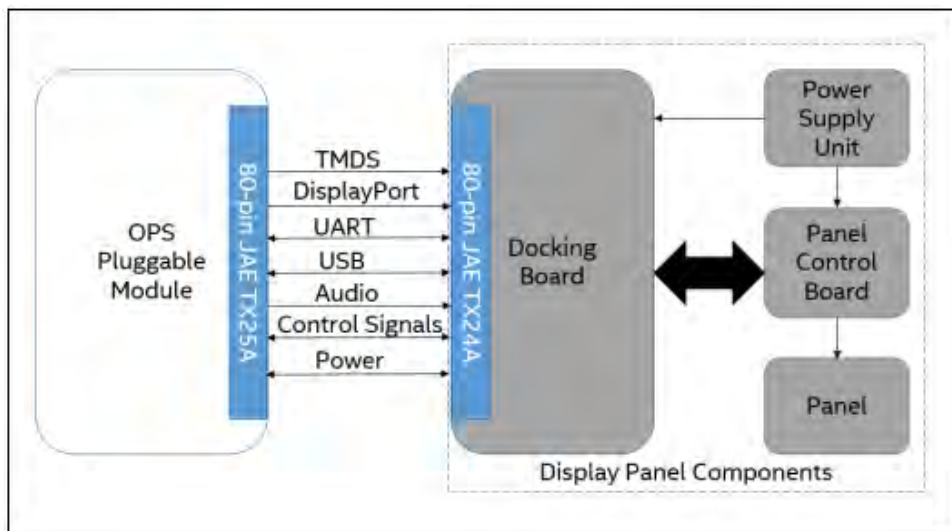 OPS
Pluggable
Module
80-pin JAE TX25A
TMDS
DisplayPort
UART
USB
Audio
Control Signals
Power
80-pin JAE TX24A
Docking
Board
Power
Supply
Unit
Panel
Control
Board
Panel
Display Panel Components